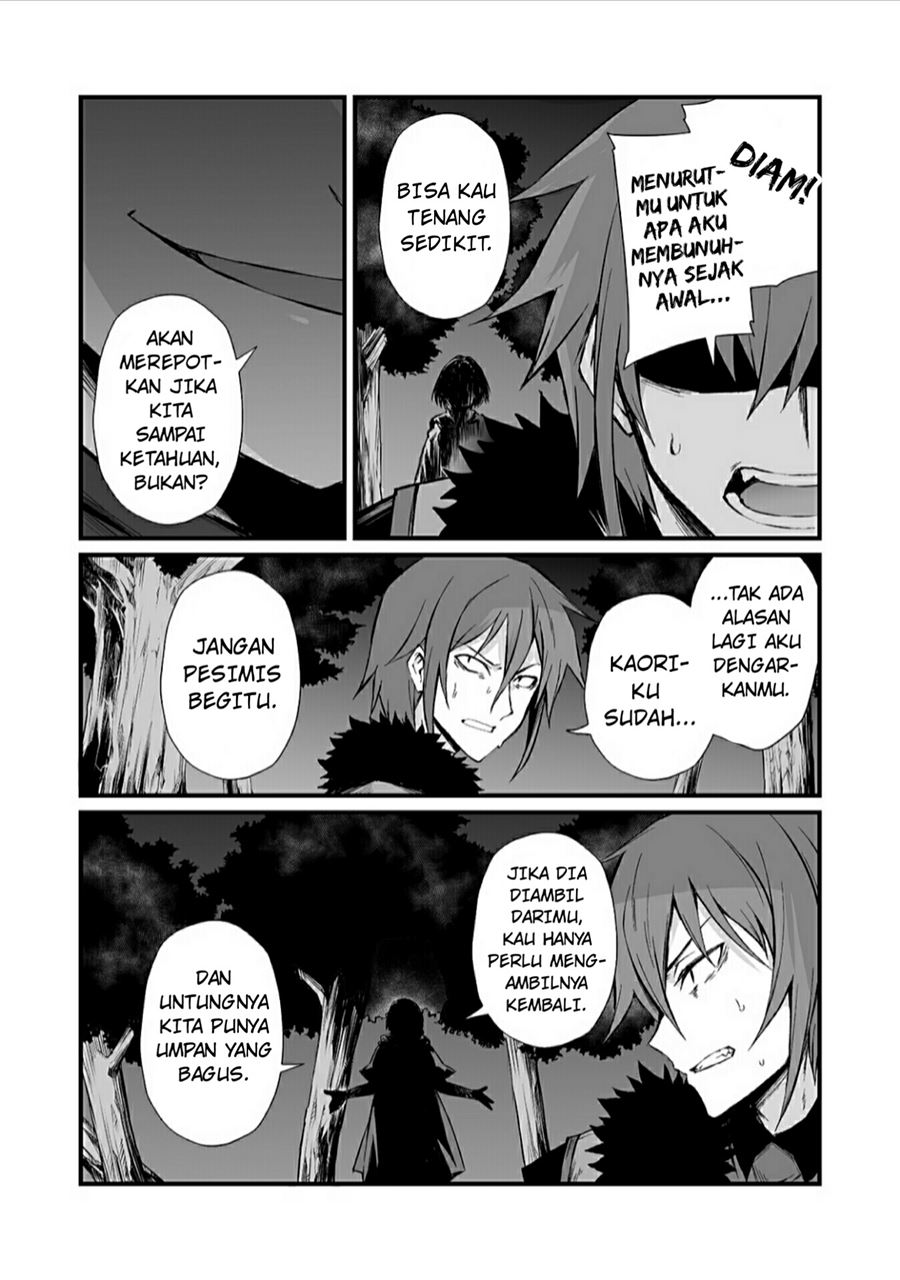 DIAM!
MENURUT-
MU UNTUK
APA AKU
MEMBUNUH-
NYA SEJAK
AWAL...
BISA KAU
TENANG
SEDIKIT.
AKAN
MEREPOT-
KAN JIKA
KITA
SAMPAI
KETAHUAN,
BUKAN?
...TAK ADA
ALASAN
LAGI AKU
DENGAR-
KANMU.
KAORI-
KU
SUDAH...
JANGAN
PESIMIS
BEGITU.
JIKA DIA
DIAMBIL
DARIMU,
KAU HANYA
PERLU MENG-
AMBILNYA
KEMBALI.
DAN
UNTUNGNYA
KITA PUNYA
UMPAN YANG
BAGUS.